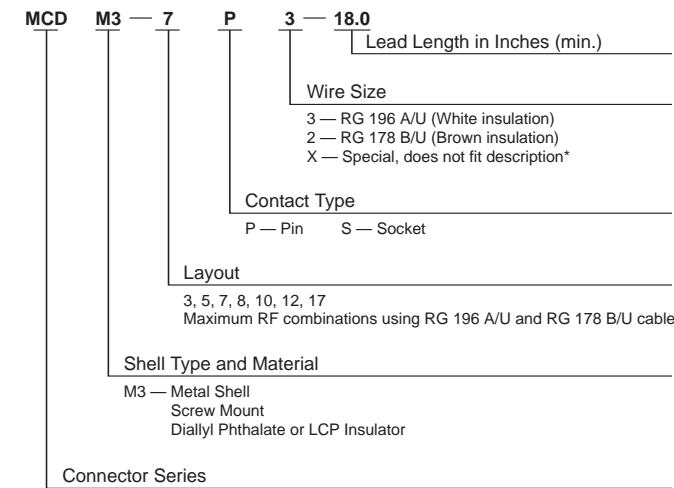 MCD M3 — 7 P 3 — 18.0
Lead Length in Inches (min.)
Wire Size
3 — RG 196 A/U (White insulation)
2 — RG 178 B/U (Brown insulation)
X — Special, does not fit description*
Contact Type
P — Pin S — Socket
Layout
3, 5, 7, 8, 10, 12, 17
Maximum RF combinations using RG 196 A/U and RG 178 B/U cable
Shell Type and Material
M3 — Metal Shell
Screw Mount
Diallyl Phthalate or LCP Insulator
Connector Series